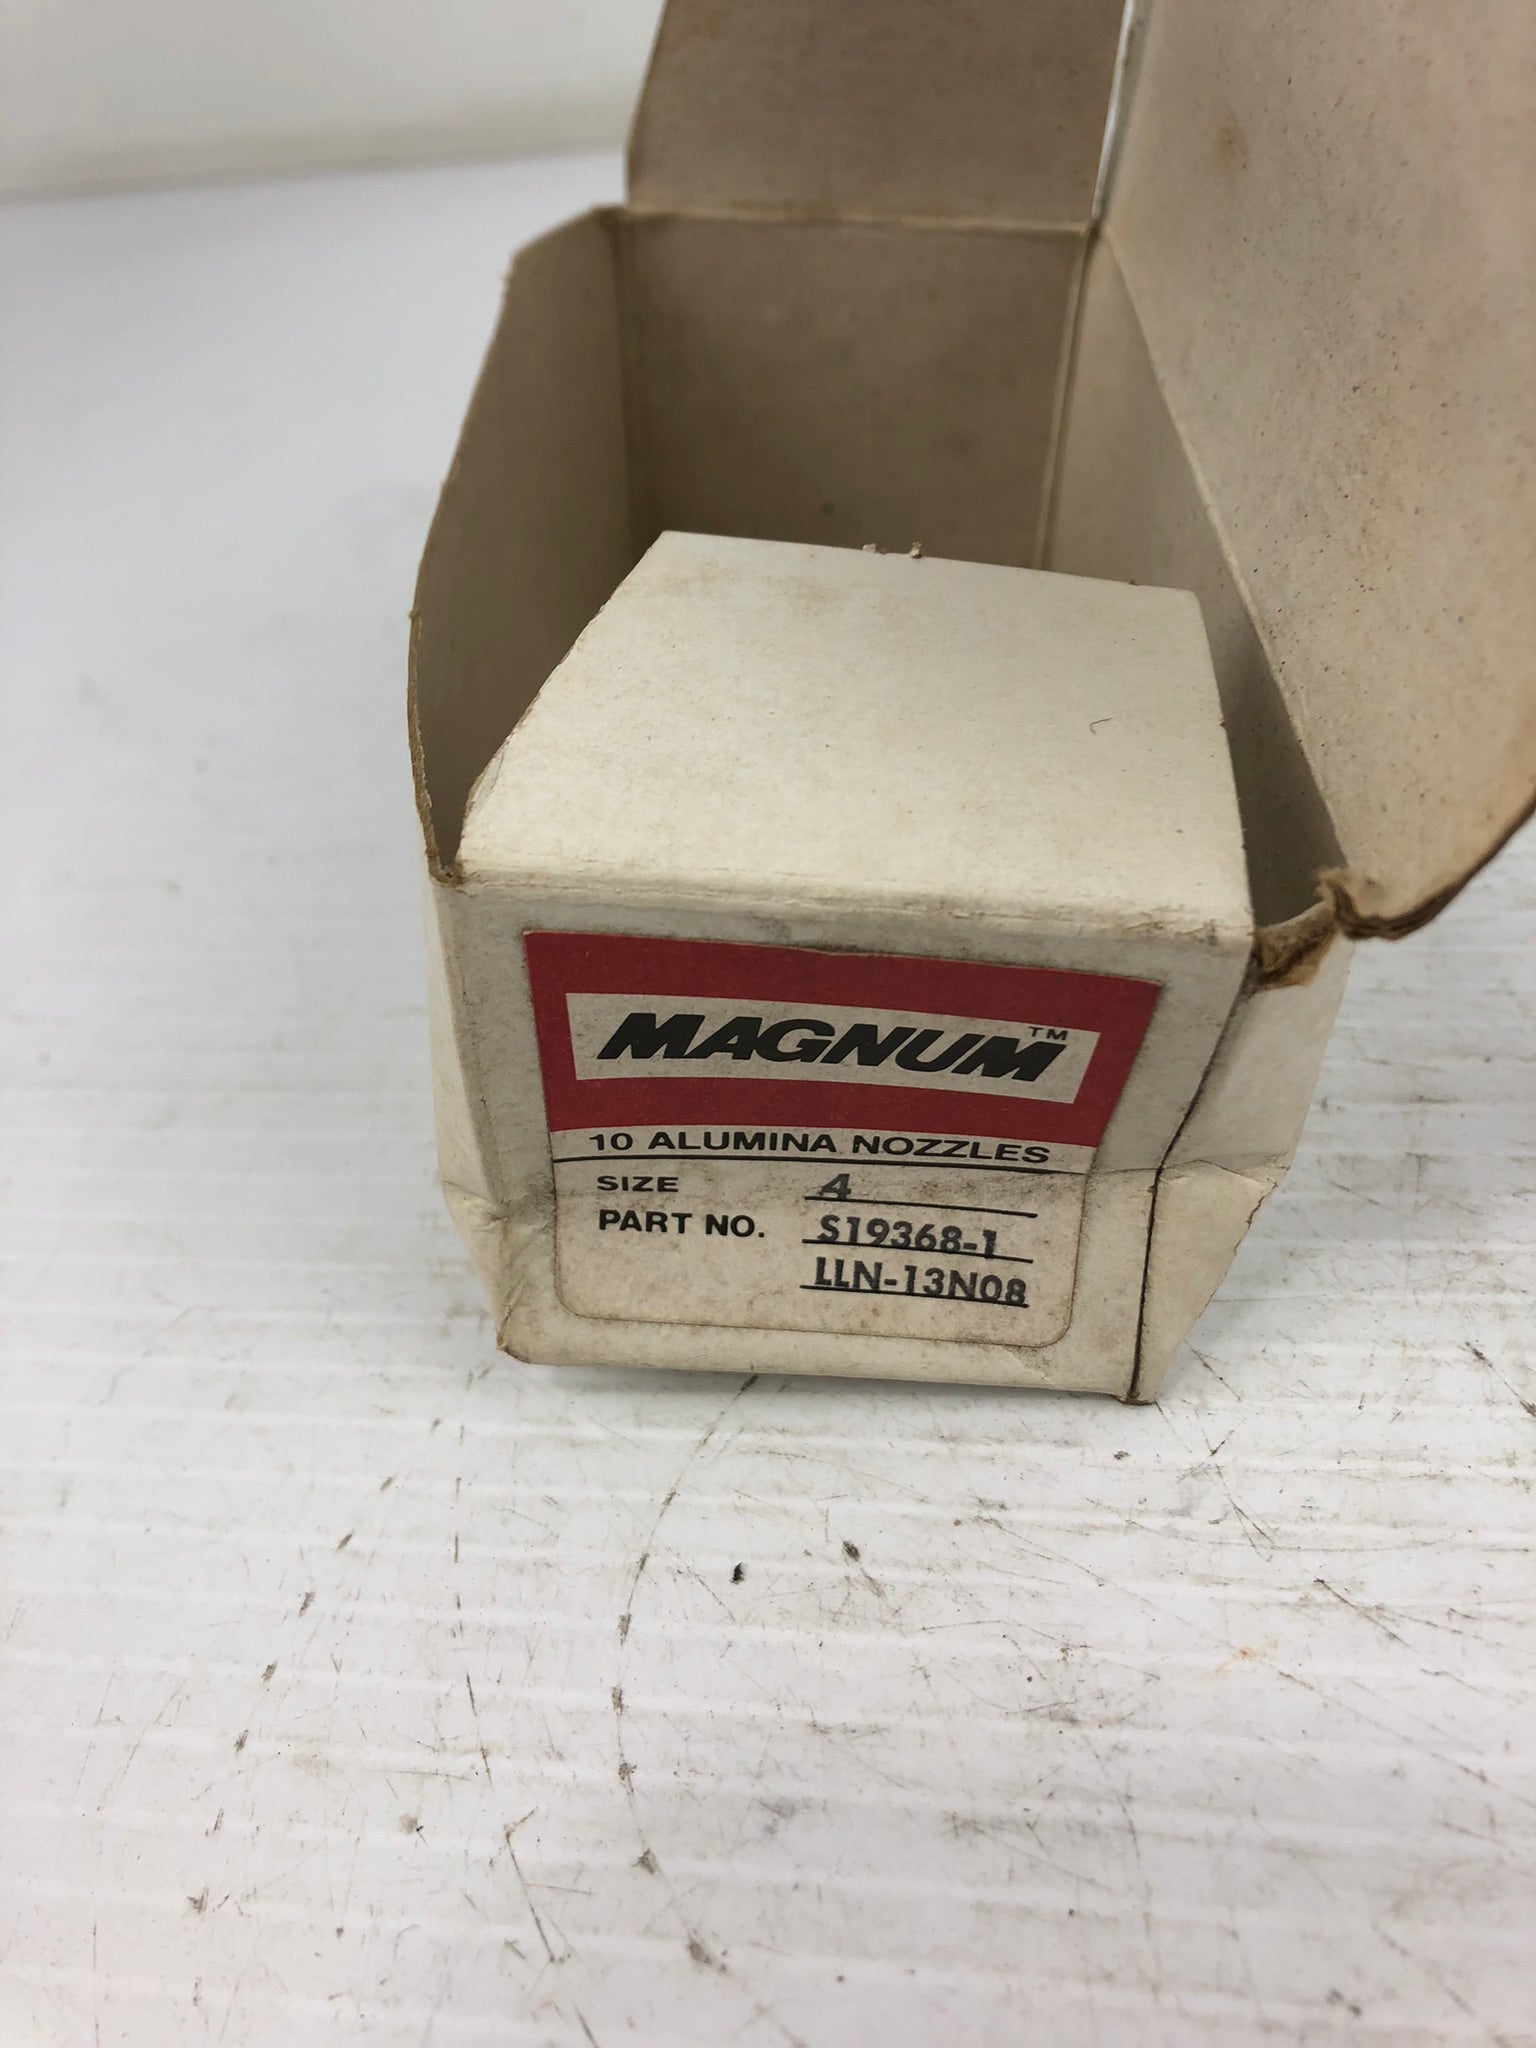 MAGNUM™
10 ALUMINA NOZZLES
SIZE 4
PART NO. S19368-1
LLN-13N08